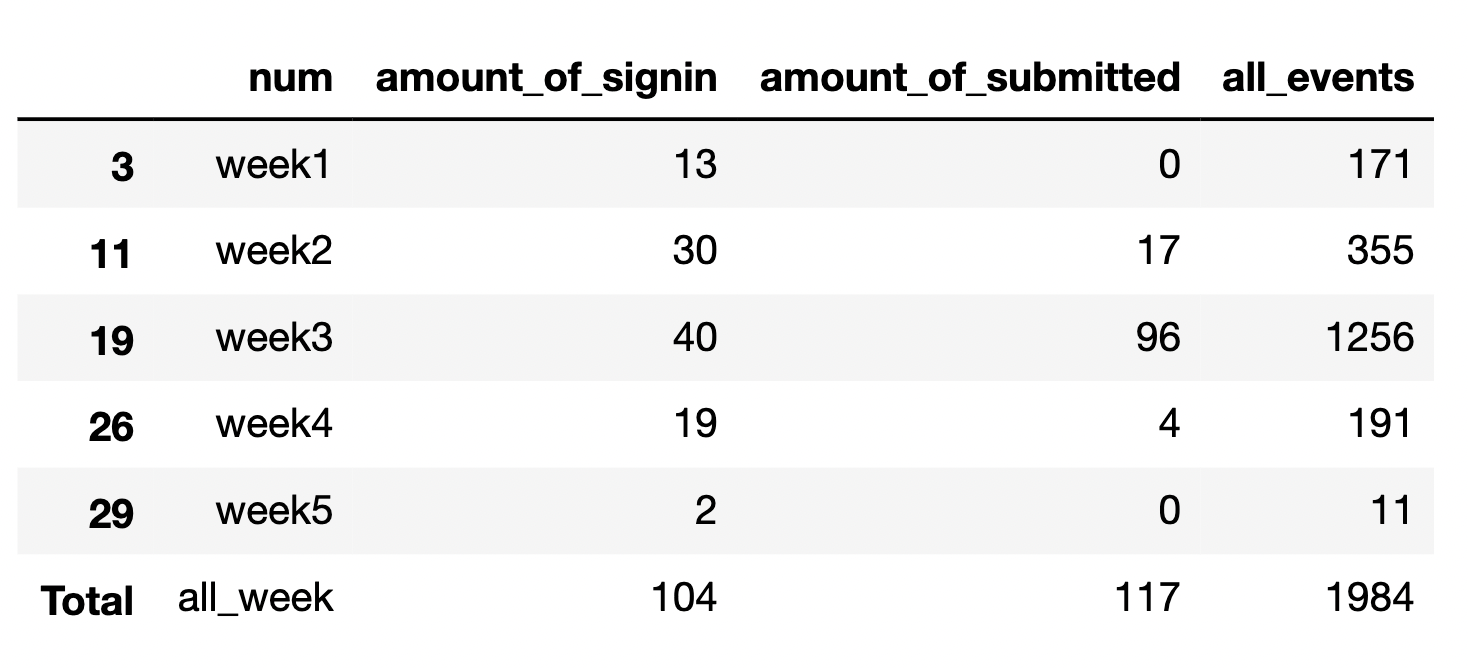 num amount_of_signin amount_of_submitted all_events
3 week1 13 0 171
11 week2 30 17 355
19 week3 40 96 1256
26 week4 19 4 191
29 week5 2 0 11
Total all_week 104 117 1984